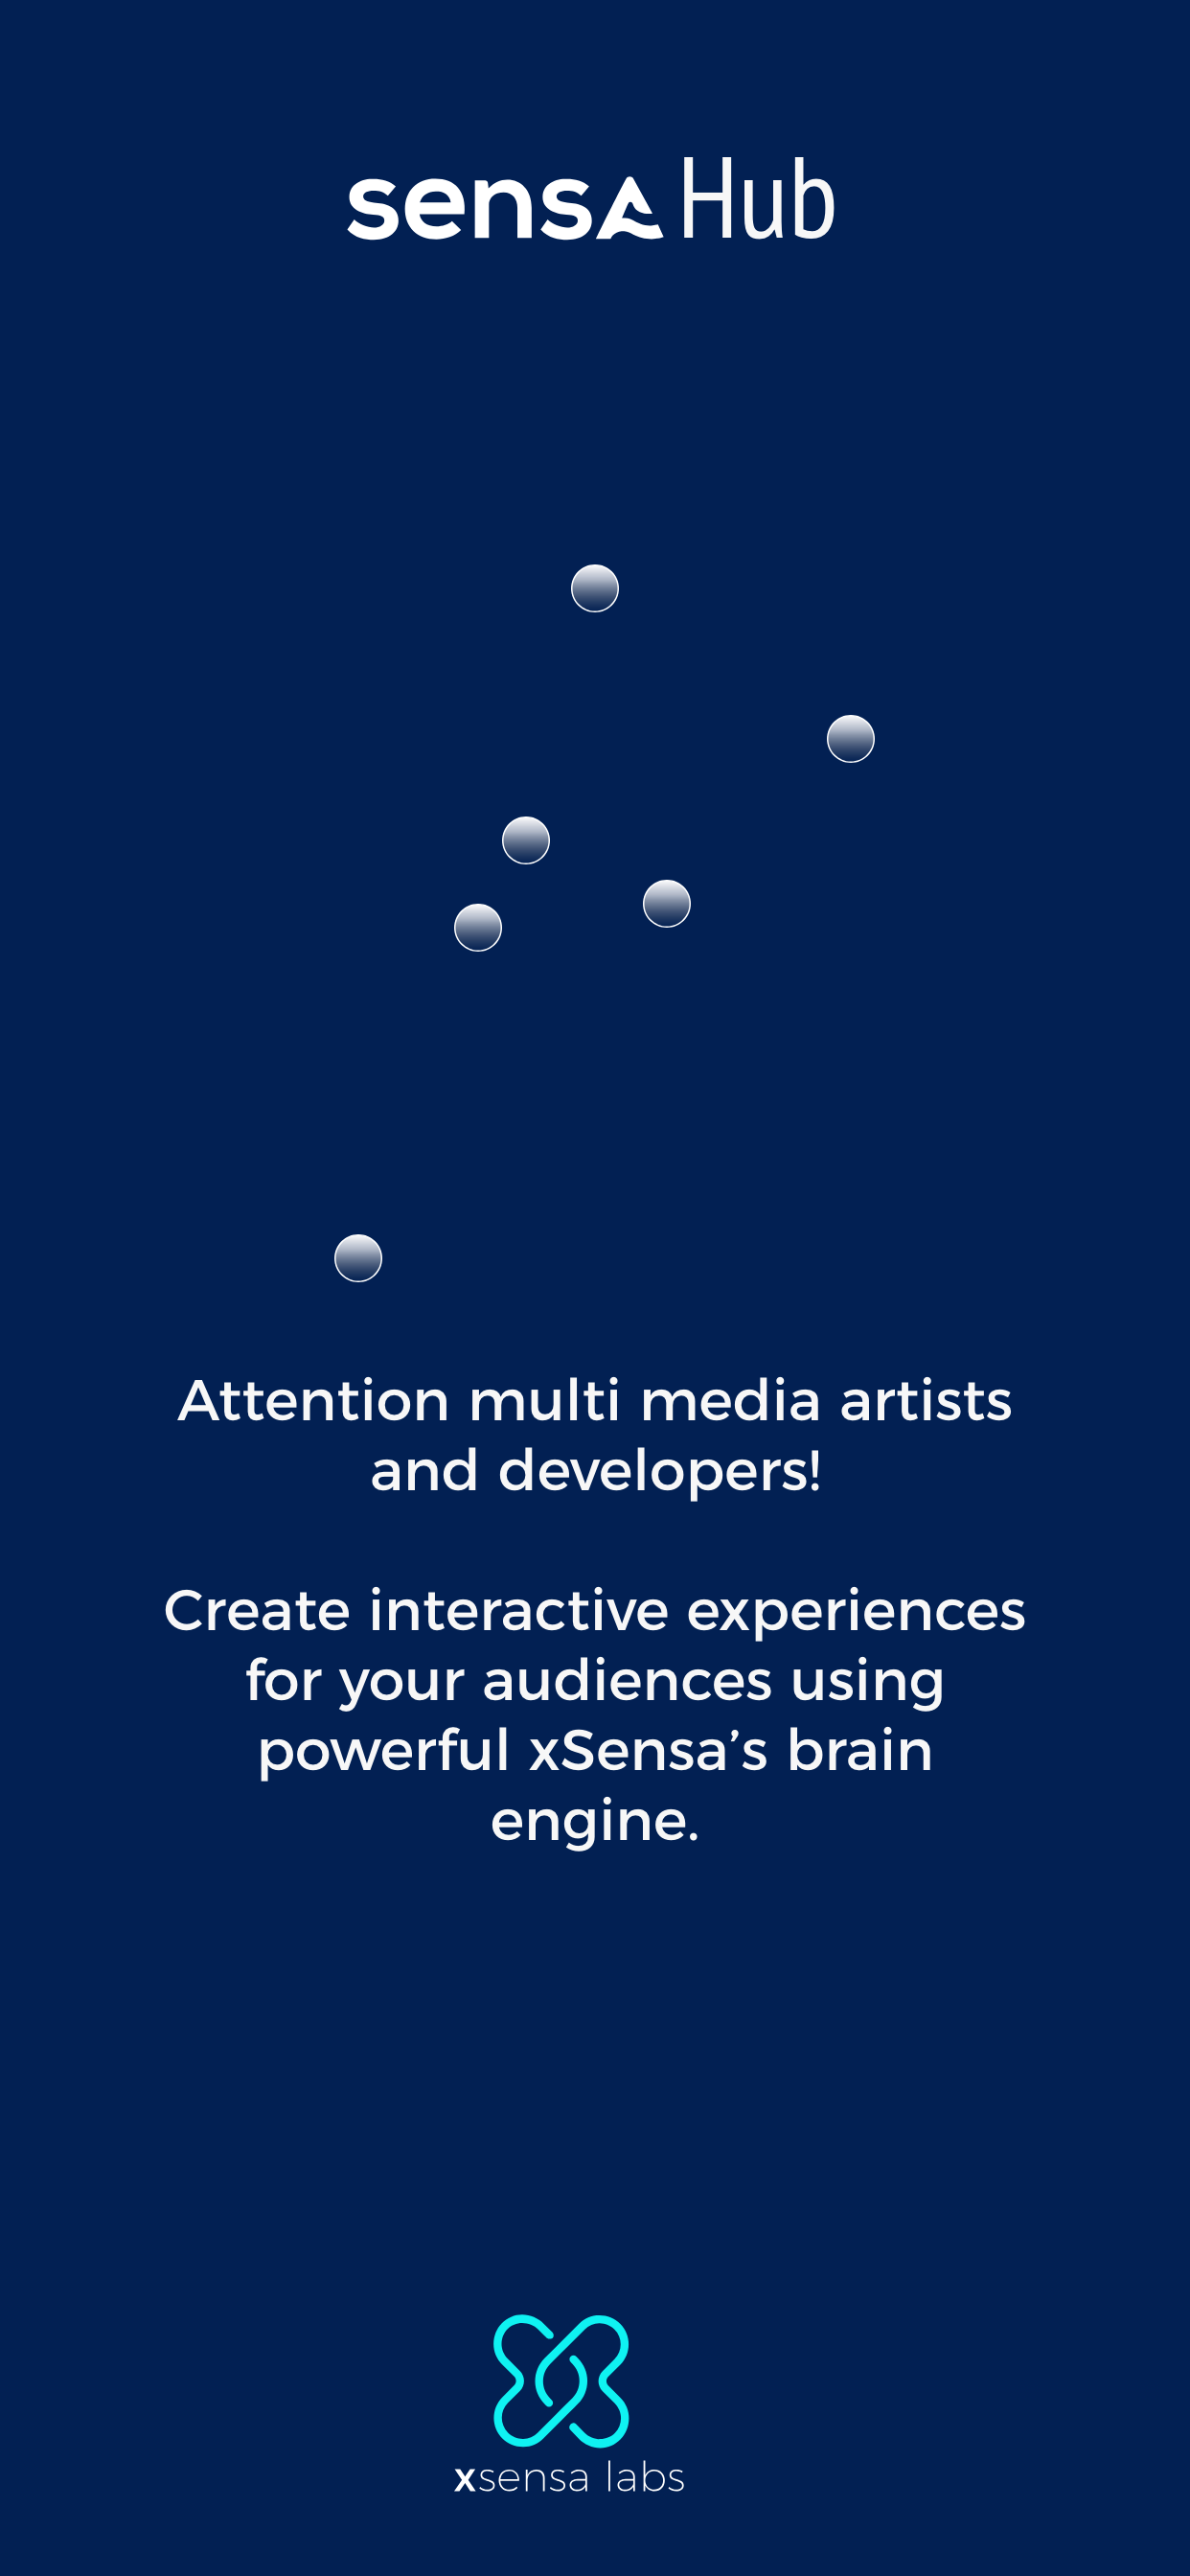 sensa Hub
Attention multi media artists
and developers!
Create interactive experiences
for your audiences using
powerful xSensa’s brain
engine.
xsensa labs